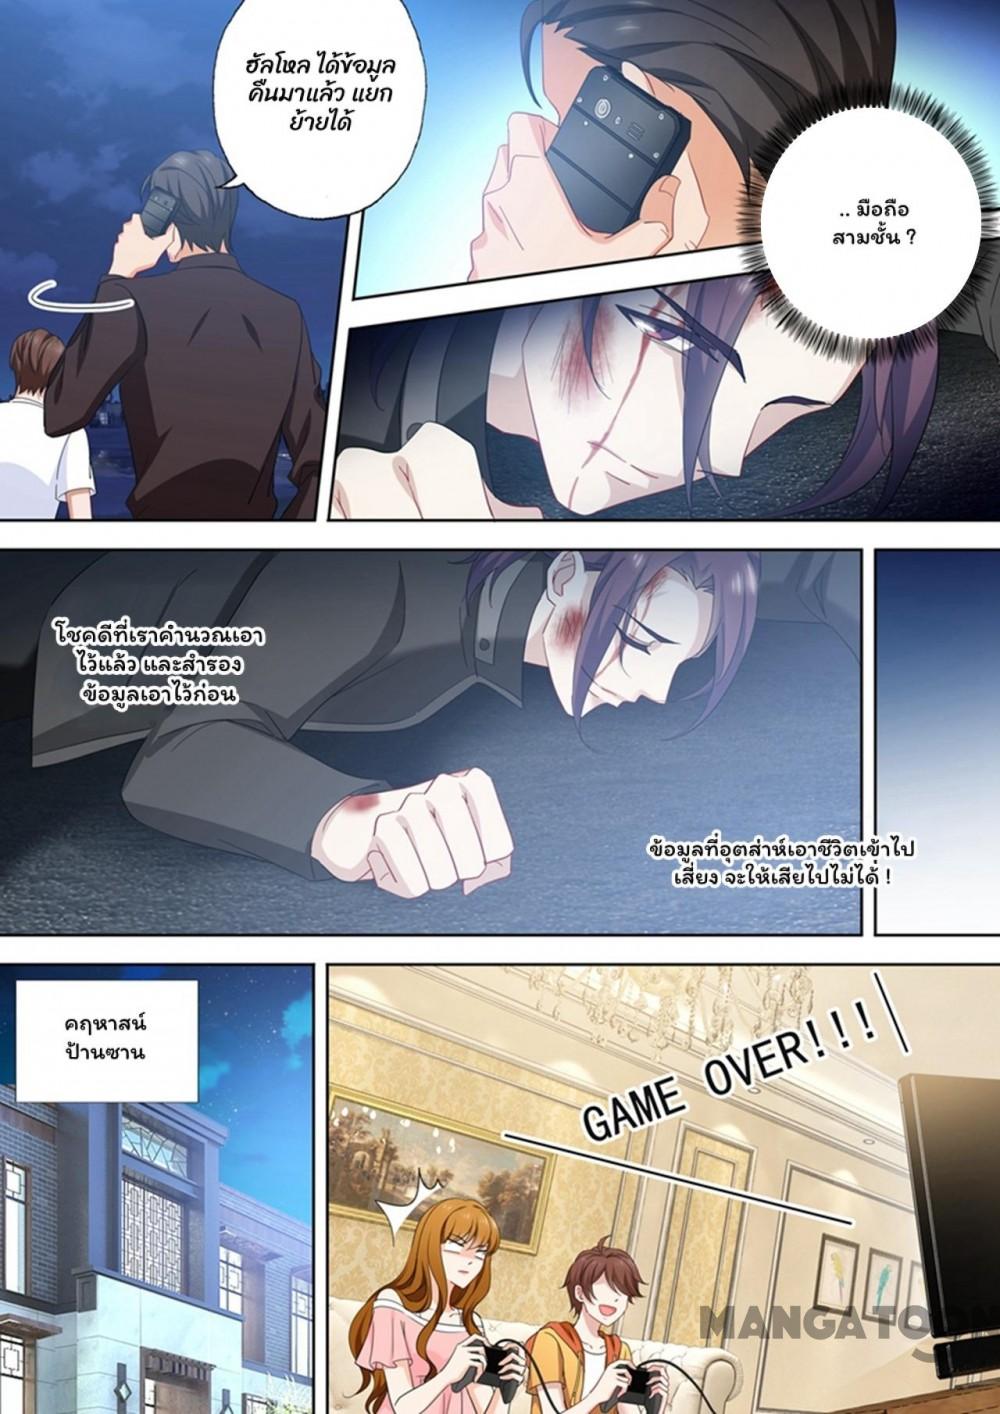 ฮัลโหล ได้ข้อมูล
คืนมาแล้ว แยก
ย้ายได้
.. มือถือ
สามชั้น ?
โชคดีที่เราคำนวณเอา
ไว้แล้ว และสำรอง
ข้อมูลเอาไว้ก่อน
ข้อมูลที่อุตส่าห์เอาชีวิตเข้าไป
เสี่ยง จะให้เสียไปไม่ได้ !
คฤหาสน์
ป้านซาน
GAME OVER!!!
MANGATOON